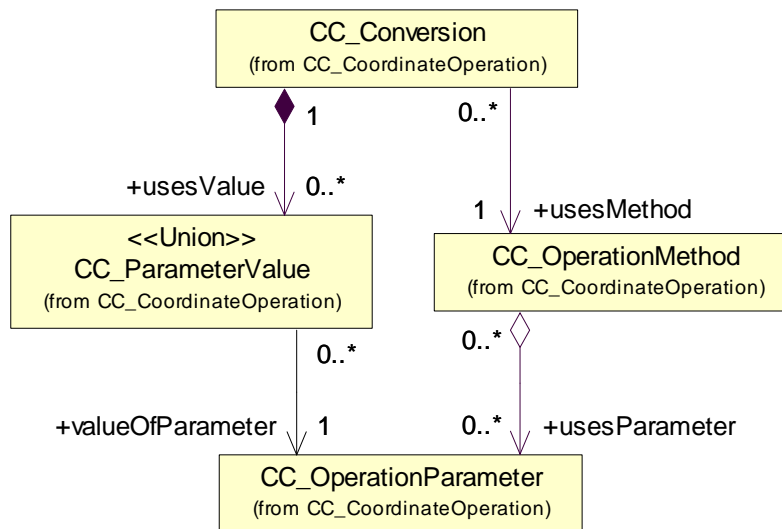 CC_Conversion
(from CC_CoordinateOperation)
1
0..*
+usesValue
0..*
1
+usesMethod
<<Union>>
CC_ParameterValue
(from CC_CoordinateOperation)
CC_OperationMethod
(from CC_CoordinateOperation)
0..*
0..*
+valueOfParameter
1
0..*
+usesParameter
CC_OperationParameter
(from CC_CoordinateOperation)